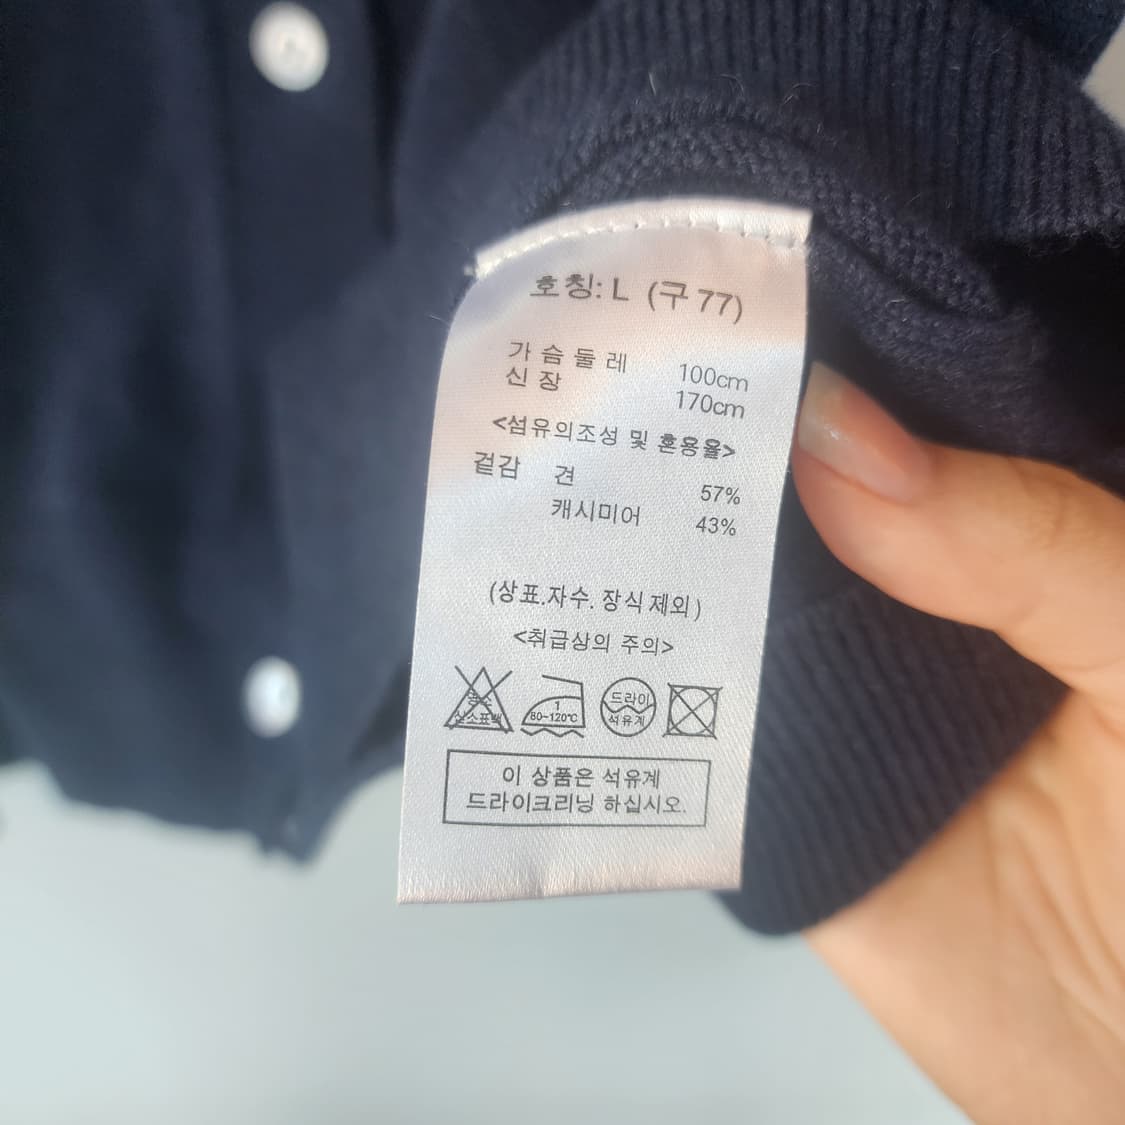 호칭: L (구 77)
가 슴 둘 레 100cm
신 장 170cm
<섬유의조성 및 혼용율>
겉감 견 57%
캐시미어 43%
(상표.자수. 장식제외)
<취급상의 주의>
염소
산소표백
1
80~120℃
드라이
석유계
이 상품은 석유계
드라이크리닝 하십시오.